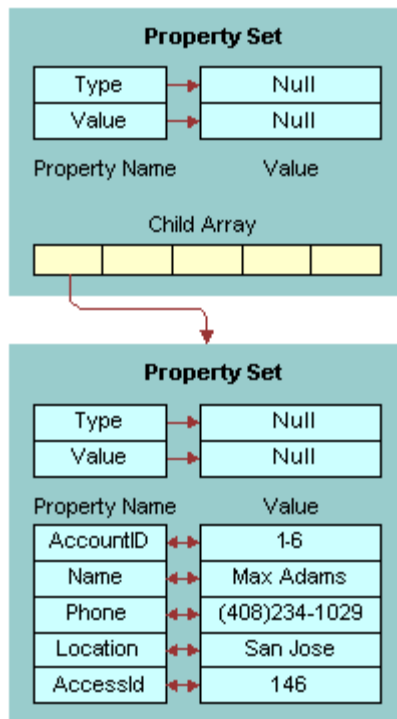 Property Set
Type Null
Value Null
Property Name Value
Child Array
Property Set
Type Null
Value Null
Property Name Value
AccountID 1-6
Name Max Adams
Phone (408)234-1029
Location San Jose
AccessId 146